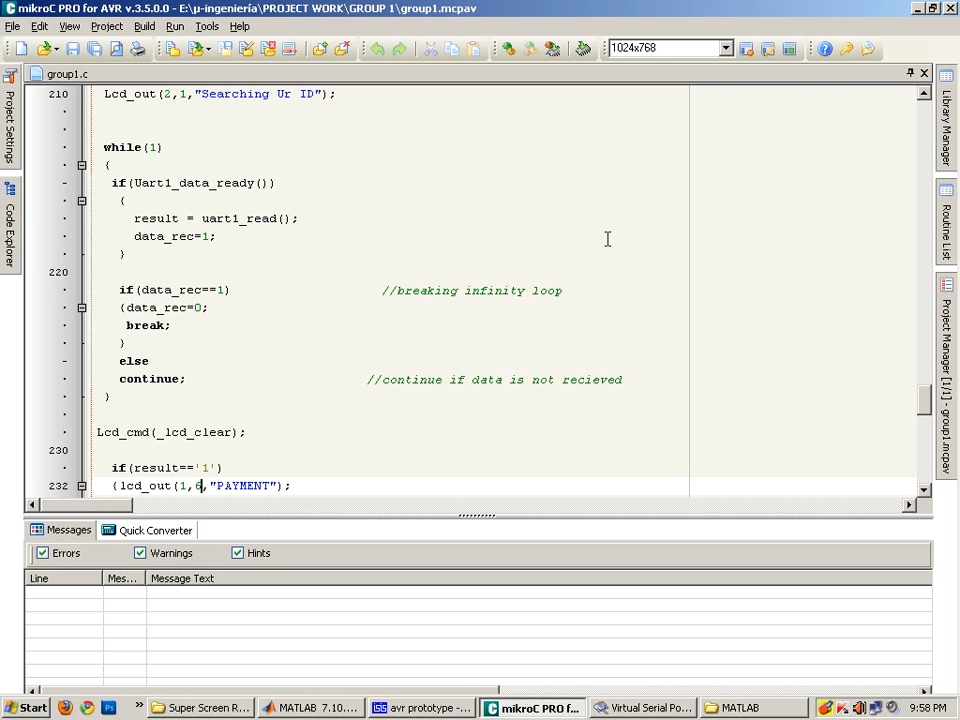 mikroC PRO for AVR v.3.5.0.0 - E:\µ-ingeniería\PROJECT WORK\GROUP 1\group1.mcpav
File Edit View Project Build Run Tools Help
1024x768
group1.c
210 Lcd_out(2,1,"Searching Ur ID");
while(1)
{
if(Uart1_data_ready())
{
result = uart1_read();
data_rec=1;
}
220
if(data_rec==1) //breaking infinity loop
{data_rec=0;
break;
}
else
continue; //continue if data is not recieved
}
Lcd_cmd(_lcd_clear);
230
if(result=='1')
232 {lcd_out(1,6,"PAYMENT");
Project Settings
Code Explorer
Library Manager
Routine List
Project Manager [1/1] - group1.mcpav
Messages Quick Converter
Errors Warnings Hints
Line Mes... Message Text
Start » Super Screen R... MATLAB 7.10.... avr prototype -... mikroC PRO f... Virtual Serial Po... MATLAB 9:58 PM